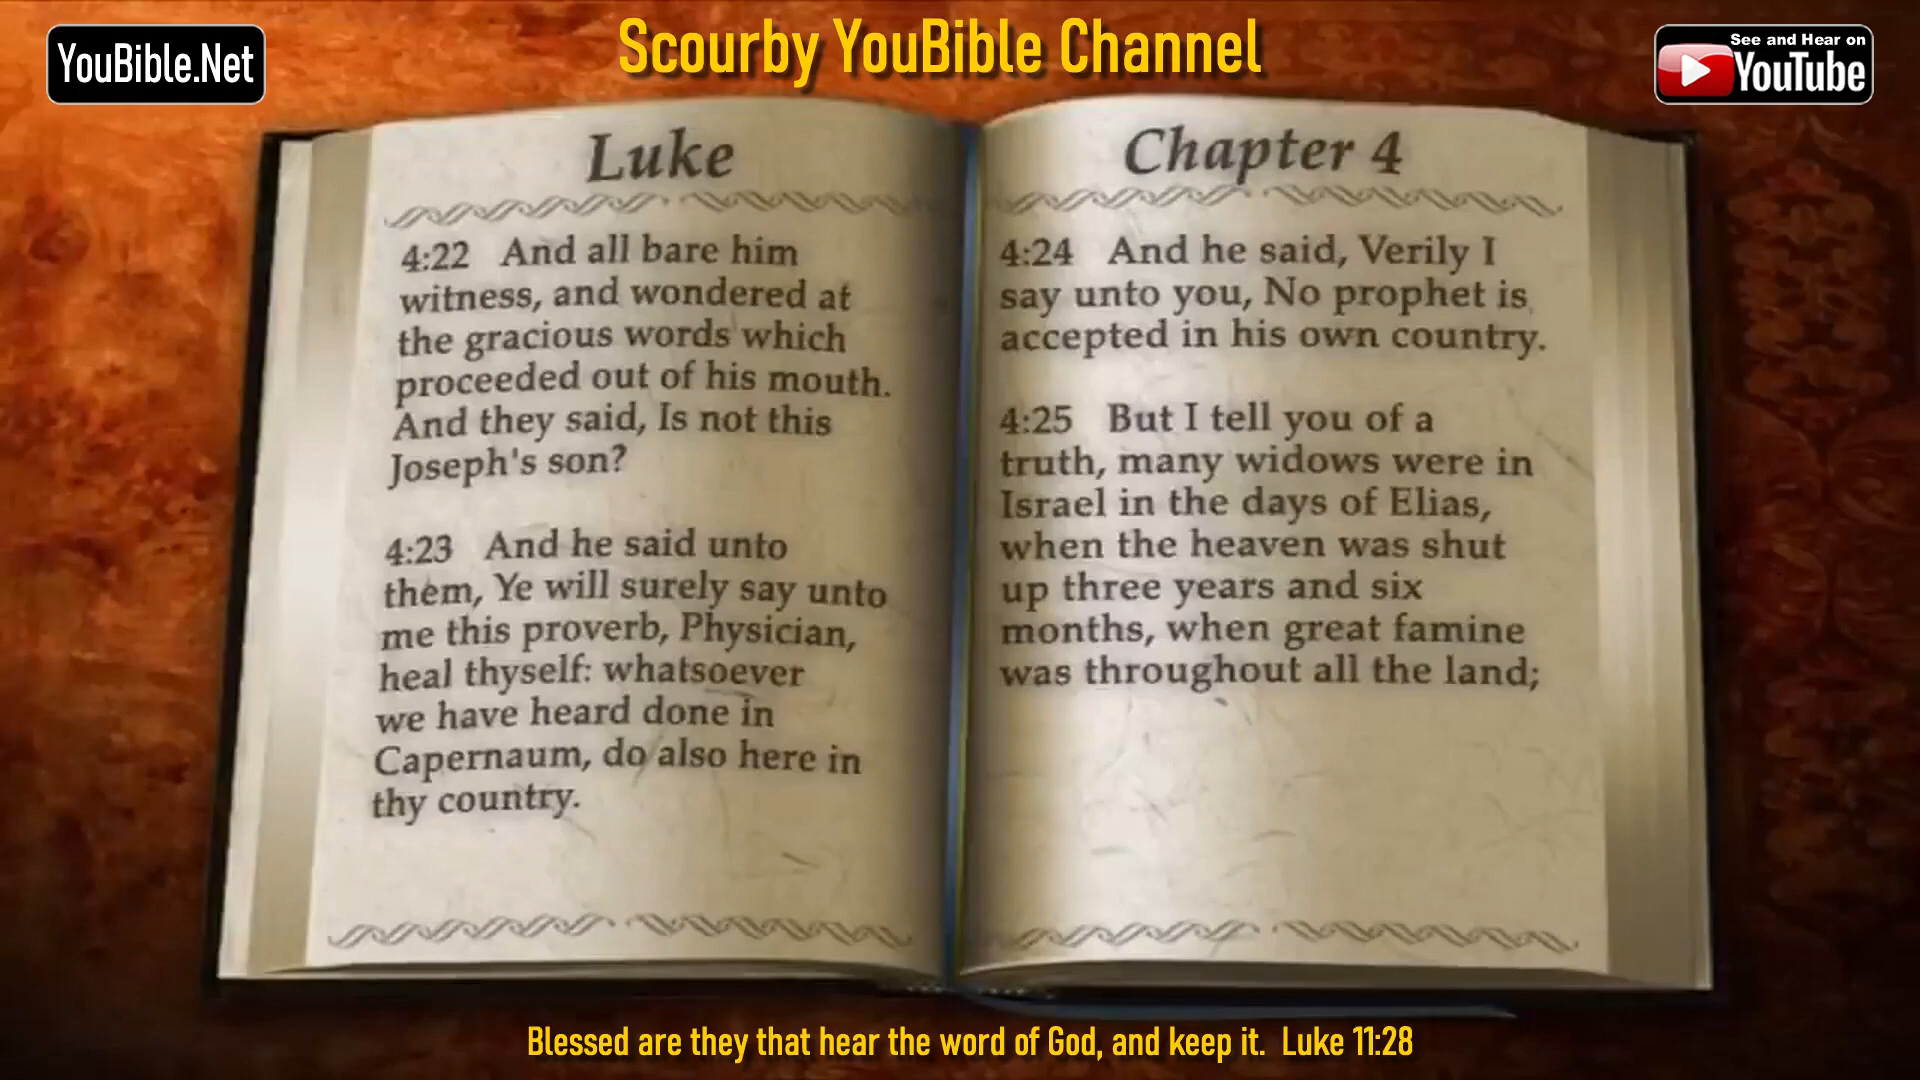 YouBible.Net
Scourby YouBible Channel
See and Hear on
YouTube
Luke
4:22 And all bare him
witness, and wondered at
the gracious words which
proceeded out of his mouth.
And they said, Is not this
Joseph's son?
4:23 And he said unto
them, Ye will surely say unto
me this proverb, Physician,
heal thyself: whatsoever
we have heard done in
Capernaum, do also here in
thy country.
Chapter 4
4:24 And he said, Verily I
say unto you, No prophet is
accepted in his own country.
4:25 But I tell you of a
truth, many widows were in
Israel in the days of Elias,
when the heaven was shut
up three years and six
months, when great famine
was throughout all the land;
Blessed are they that hear the word of God, and keep it. Luke 11:28